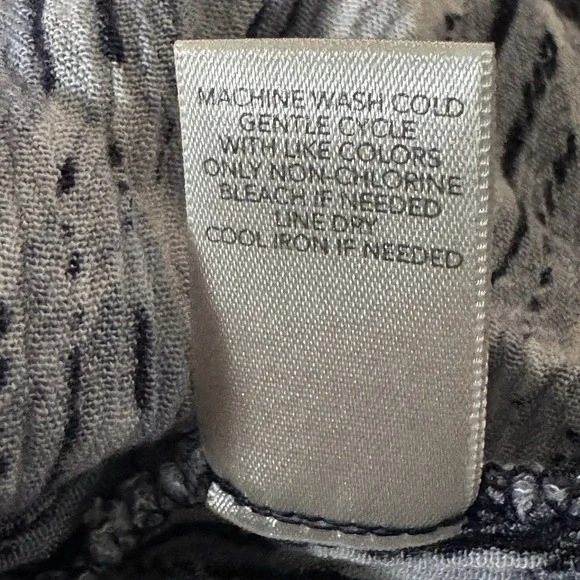 MACHINE WASH COLD
GENTLE CYCLE
WITH LIKE COLORS
ONLY NON-CHLORINE
BLEACH IF NEEDED
LINE DRY
COOL IRON IF NEEDED